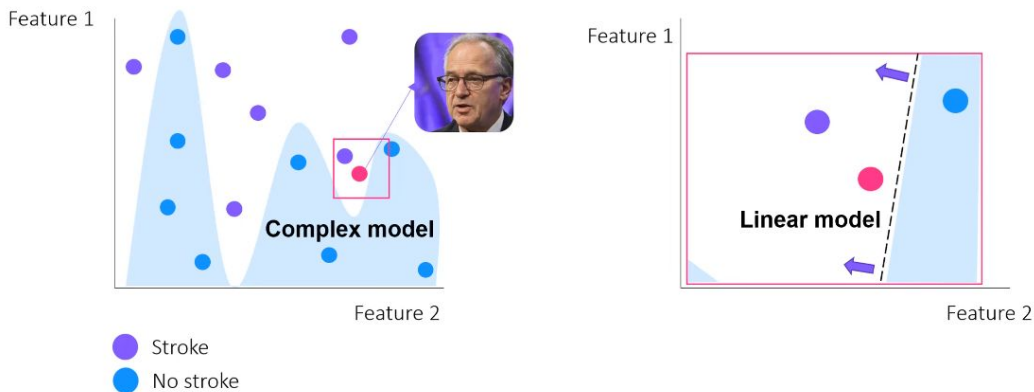 Feature 1
Complex model
Feature 2
Stroke
No stroke
Feature 1
Linear model
Feature 2